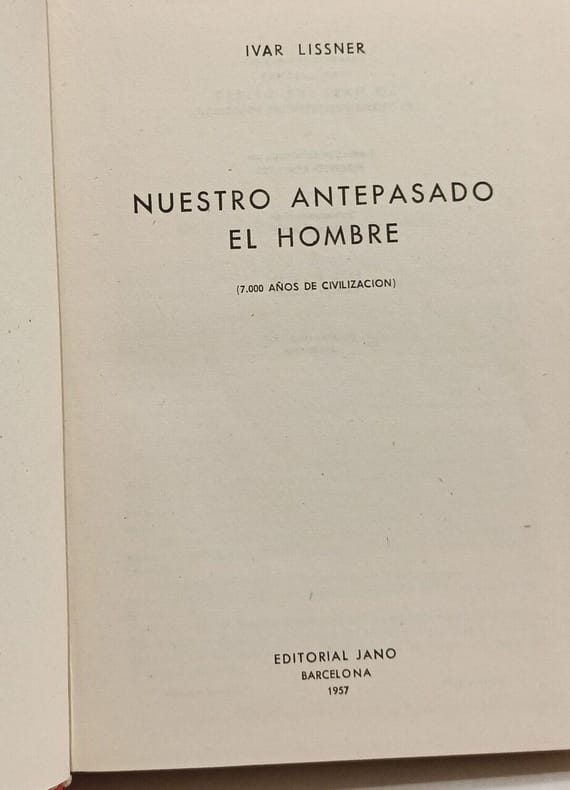 IVAR LISSNER
NUESTRO ANTEPASADO
EL HOMBRE
(7.000 AÑOS DE CIVILIZACION)
EDITORIAL JANO
BARCELONA
1957